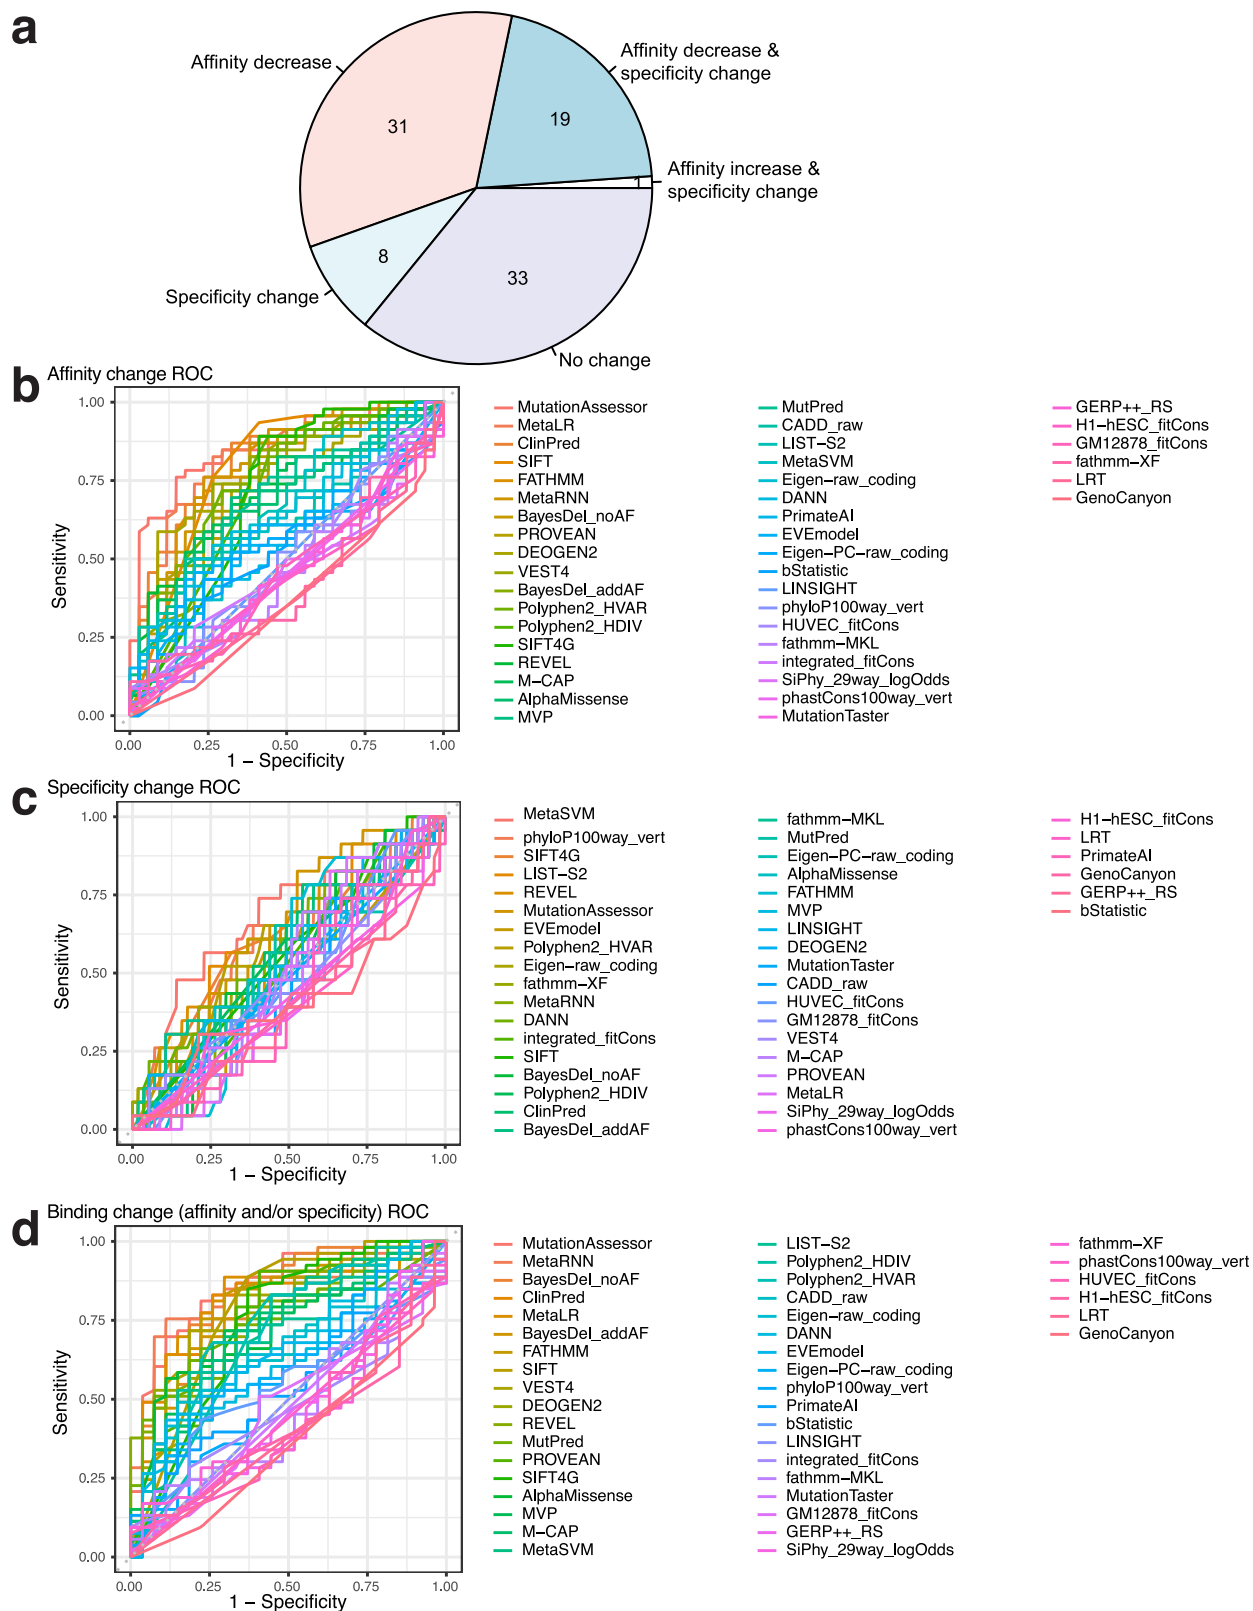 a
Affinity decrease
Affinity decrease &
specificity change
31
19
Affinity increase &
specificity change
1
8
33
Specificity change
No change
b
Affinity change ROC
1.00
0.75
0.50
0.25
0.00
Sensitivity
0.00 0.25 0.50 0.75 1.00
1 − Specificity
MutationAssessor
MetaLR
ClinPred
SIFT
FATHMM
MetaRNN
BayesDel_noAF
PROVEAN
DEOGEN2
VEST4
BayesDel_addAF
Polyphen2_HVAR
Polyphen2_HDIV
SIFT4G
REVEL
M−CAP
AlphaMissense
MVP
MutPred
CADD_raw
LIST−S2
MetaSVM
Eigen−raw_coding
DANN
PrimateAI
EVEmodel
Eigen−PC−raw_coding
bStatistic
LINSIGHT
phyloP100way_vert
HUVEC_fitCons
fathmm−MKL
integrated_fitCons
SiPhy_29way_logOdds
phastCons100way_vert
MutationTaster
GERP++_RS
H1−hESC_fitCons
GM12878_fitCons
fathmm−XF
LRT
GenoCanyon
c
Specificity change ROC
1.00
0.75
0.50
0.25
0.00
Sensitivity
0.00 0.25 0.50 0.75 1.00
1 − Specificity
MetaSVM
phyloP100way_vert
SIFT4G
LIST−S2
REVEL
MutationAssessor
EVEmodel
Polyphen2_HVAR
Eigen−raw_coding
fathmm−XF
MetaRNN
DANN
integrated_fitCons
SIFT
BayesDel_noAF
Polyphen2_HDIV
ClinPred
BayesDel_addAF
fathmm−MKL
MutPred
Eigen−PC−raw_coding
AlphaMissense
FATHMM
MVP
LINSIGHT
DEOGEN2
MutationTaster
CADD_raw
HUVEC_fitCons
GM12878_fitCons
VEST4
M−CAP
PROVEAN
MetaLR
SiPhy_29way_logOdds
phastCons100way_vert
H1−hESC_fitCons
LRT
PrimateAI
GenoCanyon
GERP++_RS
bStatistic
d
Binding change (affinity and/or specificity) ROC
1.00
0.75
0.50
0.25
0.00
Sensitivity
0.00 0.25 0.50 0.75 1.00
1 − Specificity
MutationAssessor
MetaRNN
BayesDel_noAF
ClinPred
MetaLR
BayesDel_addAF
FATHMM
SIFT
VEST4
DEOGEN2
REVEL
MutPred
PROVEAN
SIFT4G
AlphaMissense
MVP
M−CAP
MetaSVM
LIST−S2
Polyphen2_HDIV
Polyphen2_HVAR
CADD_raw
Eigen−raw_coding
DANN
EVEmodel
Eigen−PC−raw_coding
phyloP100way_vert
PrimateAI
bStatistic
LINSIGHT
integrated_fitCons
fathmm−MKL
MutationTaster
GM12878_fitCons
GERP++_RS
SiPhy_29way_logOdds
fathmm−XF
phastCons100way_vert
HUVEC_fitCons
H1−hESC_fitCons
LRT
GenoCanyon